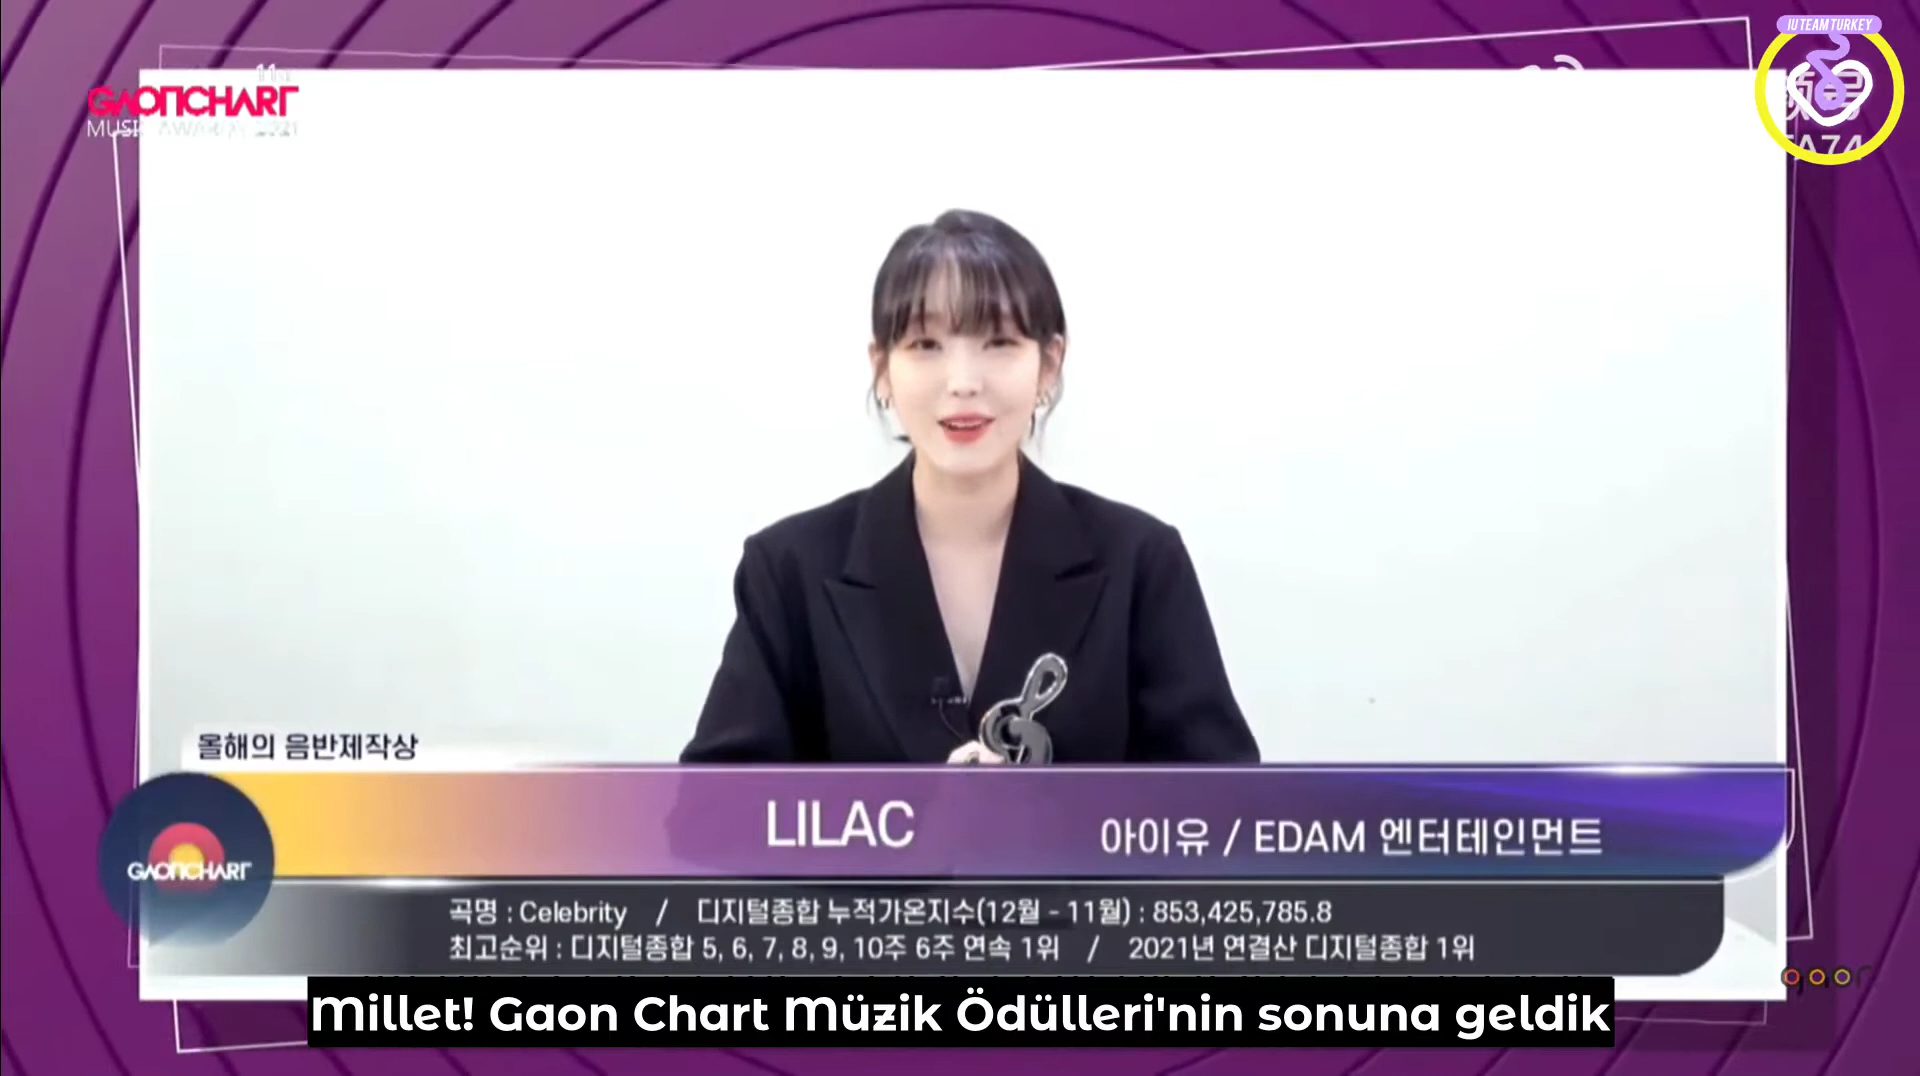 IU TEAM TURKEY
11
GAONCHART
MUSIC AWARDS 2021
올해의 음반제작상
LILAC
아이유 / EDAM 엔터테인먼트
GAONCHART
곡명 : Celebrity / 디지털종합 누적가온지수(12월 - 11월) : 853,425,785.8
최고순위 : 디지털종합 5, 6, 7, 8, 9, 10주 6주 연속 1위 / 2021년 연결산 디지털종합 1위
gaon
Millet! Gaon Chart Müzik Ödülleri'nin sonuna geldik